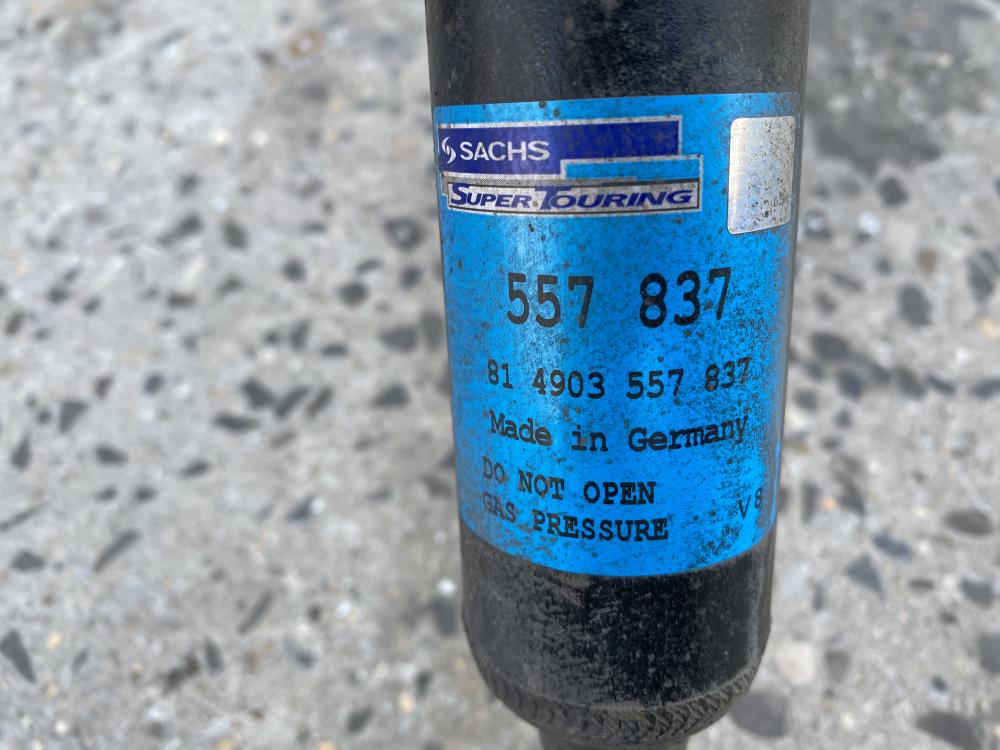 SACHS
SUPER TOURING
557 837
81 4903 557 837
Made in Germany
DO NOT OPEN
GAS PRESSURE V8